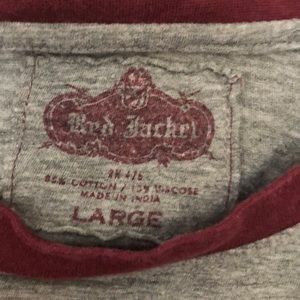 Red Jacket
85% COTTON / 15% VISCOSE
MADE IN INDIA
LARGE